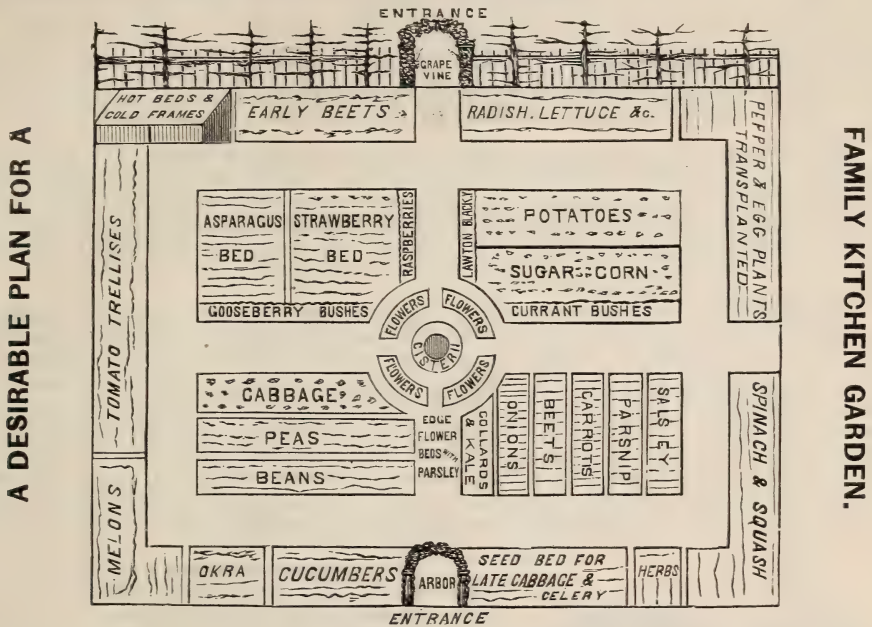 A DESIRABLE PLAN FOR A
FAMILY KITCHEN GARDEN.
ENTRANCE
GRAPE
VINE
HOT BEDS &
COLD FRAMES
EARLY BEETS
RADISH. LETTUCE &c.
PEPPER & EGG PLANTS
TRANSPLANTED
TOMATO TRELLISES
ASPARAGUS
BED
STRAWBERRY
BED
RASPBERRIES
LAWTON BLACKY
POTATOES
SUGAR CORN
GOOSEBERRY BUSHES
CURRANT BUSHES
FLOWERS
FLOWERS
CISTERN
FLOWERS
FLOWERS
CABBAGE
PEAS
BEANS
EDGE
FLOWER
BEDS WITH
PARSLEY
COLLARDS
& KALE
ONIONS
BEETS
CARROTS
PARSNIP
SALSEY
SPINACH & SQUASH
MELONS
OKRA
CUCUMBERS
ARBOR
SEED BED FOR
LATE CABBAGE &
CELERY
HERBS
ENTRANCE